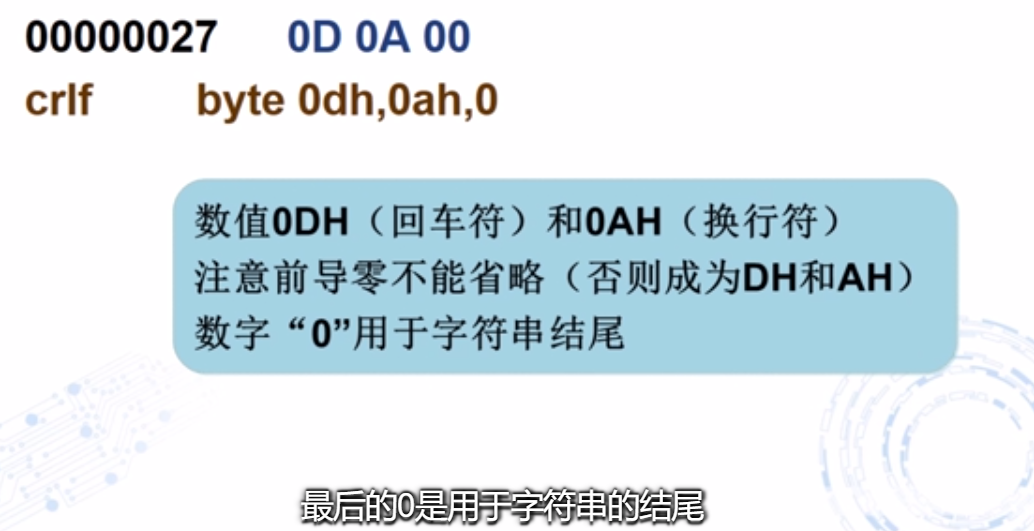 00000027 0D 0A 00
crlf byte 0dh,0ah,0
数值0DH（回车符）和0AH（换行符）
注意前导零不能省略（否则成为DH和AH）
数字“0”用于字符串结尾
最后的0是用于字符串的结尾